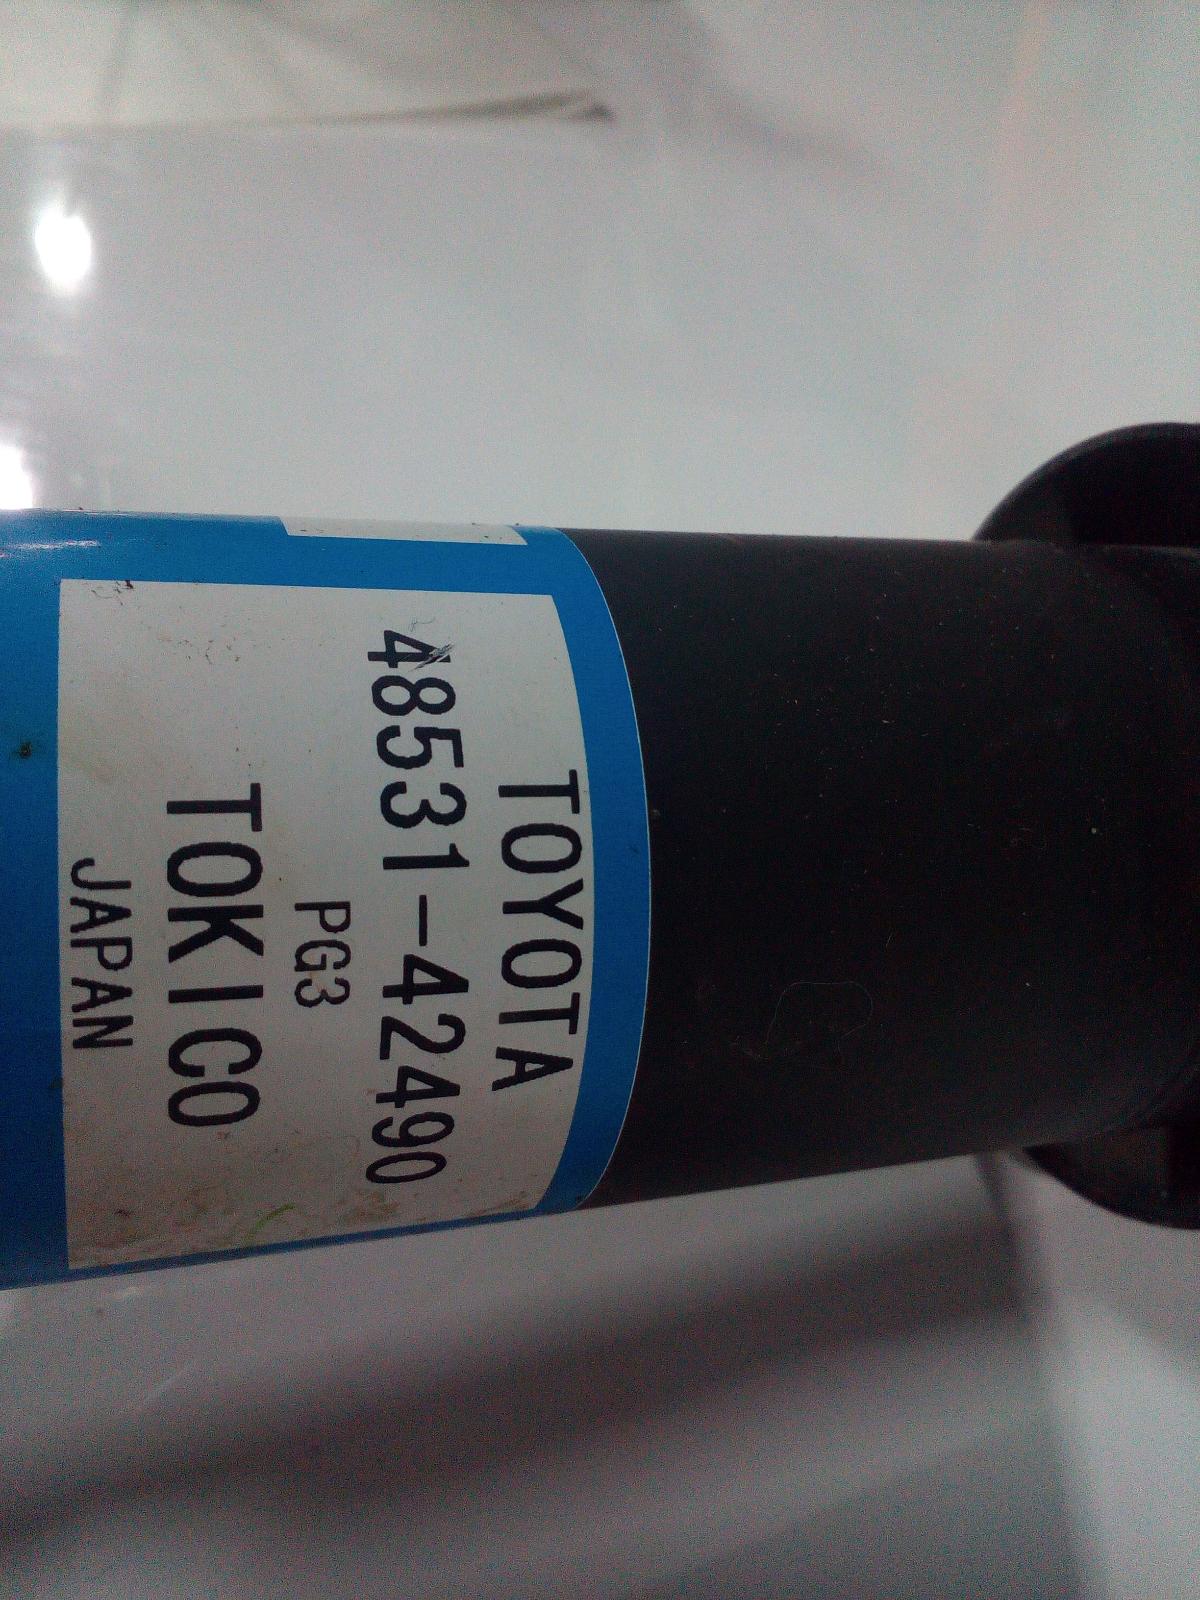 TOYOTA
48531-42490
PG3
TOKICO
JAPAN